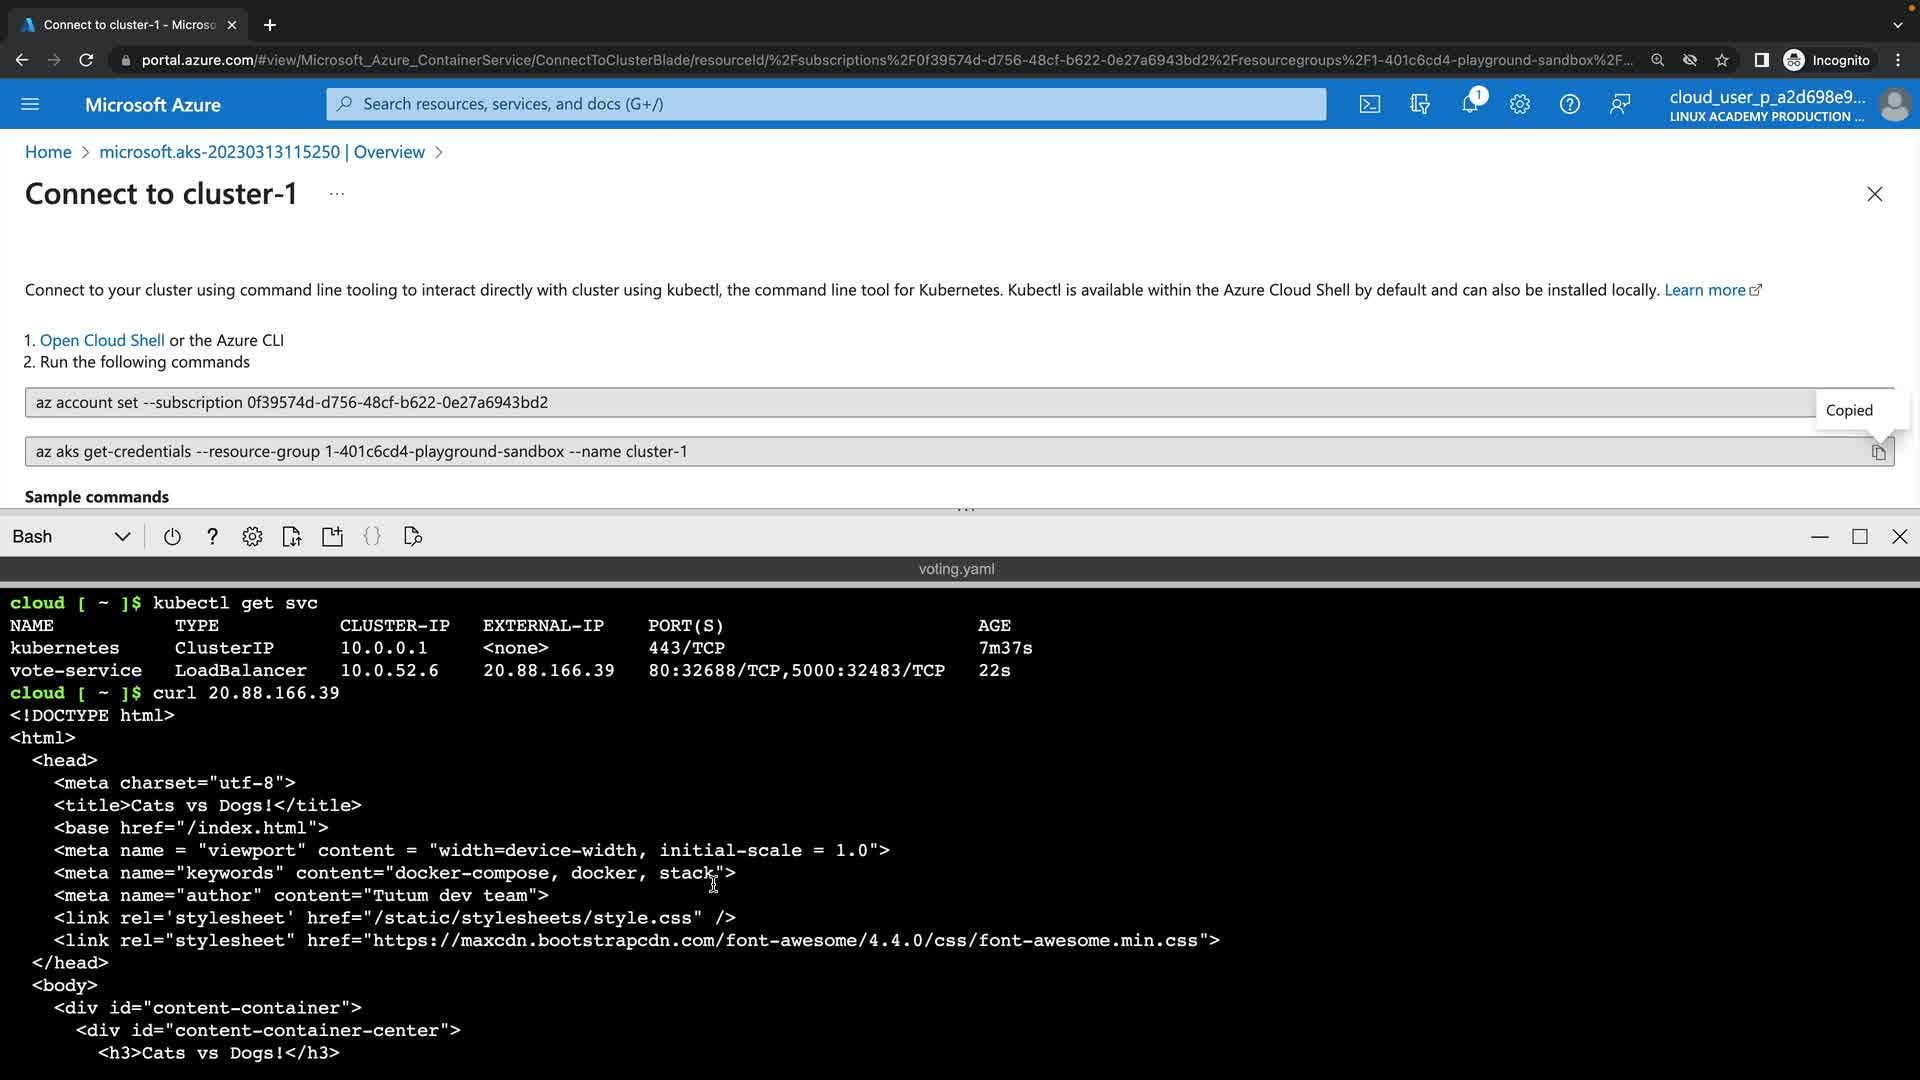 Connect to cluster-1 - Microso
portal.azure.com/#view/Microsoft_Azure_ContainerService/ConnectToClusterBlade/resourceId/%2Fsubscriptions%2F0f39574d-d756-48cf-b622-0e27a6943bd2%2Fresourcegroups%2F1-401c6cd4-playground-sandbox%2F...
Incognito
Microsoft Azure
Search resources, services, and docs (G+/)
1
cloud_user_p_a2d698e9...
LINUX ACADEMY PRODUCTION ...
Home > microsoft.aks-20230313115250 | Overview >
Connect to cluster-1 ...
Connect to your cluster using command line tooling to interact directly with cluster using kubectl, the command line tool for Kubernetes. Kubectl is available within the Azure Cloud Shell by default and can also be installed locally. Learn more
1. Open Cloud Shell or the Azure CLI
2. Run the following commands
az account set --subscription 0f39574d-d756-48cf-b622-0e27a6943bd2
Copied
az aks get-credentials --resource-group 1-401c6cd4-playground-sandbox --name cluster-1
Sample commands
Bash
voting.yaml
cloud [ ~ ]$ kubectl get svc
NAME TYPE CLUSTER-IP EXTERNAL-IP PORT(S) AGE
kubernetes ClusterIP 10.0.0.1 <none> 443/TCP 7m37s
vote-service LoadBalancer 10.0.52.6 20.88.166.39 80:32688/TCP,5000:32483/TCP 22s
cloud [ ~ ]$ curl 20.88.166.39
<!DOCTYPE html>
<html>
<head>
<meta charset="utf-8">
<title>Cats vs Dogs!</title>
<base href="/index.html">
<meta name = "viewport" content = "width=device-width, initial-scale = 1.0">
<meta name="keywords" content="docker-compose, docker, stack">
<meta name="author" content="Tutum dev team">
<link rel='stylesheet' href="/static/stylesheets/style.css" />
<link rel="stylesheet" href="https://maxcdn.bootstrapcdn.com/font-awesome/4.4.0/css/font-awesome.min.css">
</head>
<body>
<div id="content-container">
<div id="content-container-center">
<h3>Cats vs Dogs!</h3>